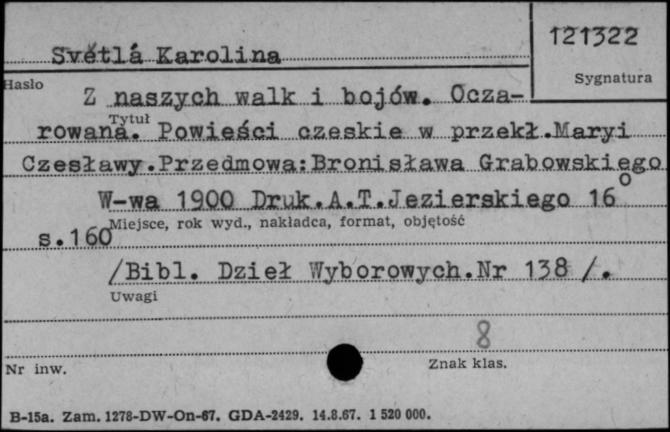 121322
Světlá Karolina
Hasło
Sygnatura
Z naszych walk i bojów. Ocza-
Tytuł
rowana. Powieści czeskie w przekł.Maryi
Czesławy.Przedmowa:Bronisława Grabowskiego
W-wa 1900 Druk.A.T.Jezierskiego 16°
Miejsce, rok wyd., nakładca, format, objętość
s.160
/Bibl. Dzieł Wyborowych.Nr 138 /.
Uwagi
8
Nr inw.
Znak klas.
B-15a. Zam. 1278-DW-On-67. GDA-2429. 14.8.67. 1 520 000.